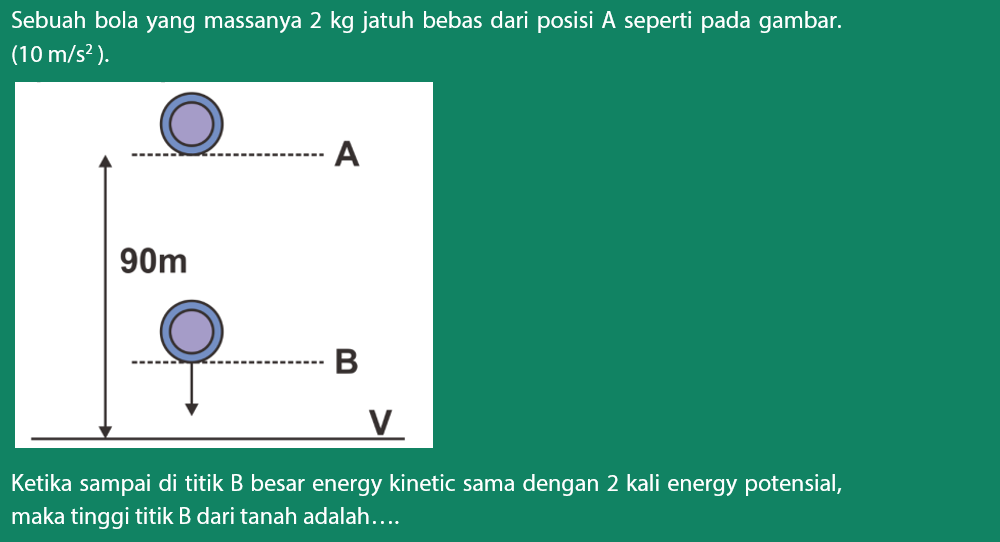 Sebuah bola yang massanya 2 kg jatuh bebas dari posisi A seperti pada gambar.
(10 m/s² ).
A
90m
B
V
Ketika sampai di titik B besar energy kinetic sama dengan 2 kali energy potensial,
maka tinggi titik B dari tanah adalah….